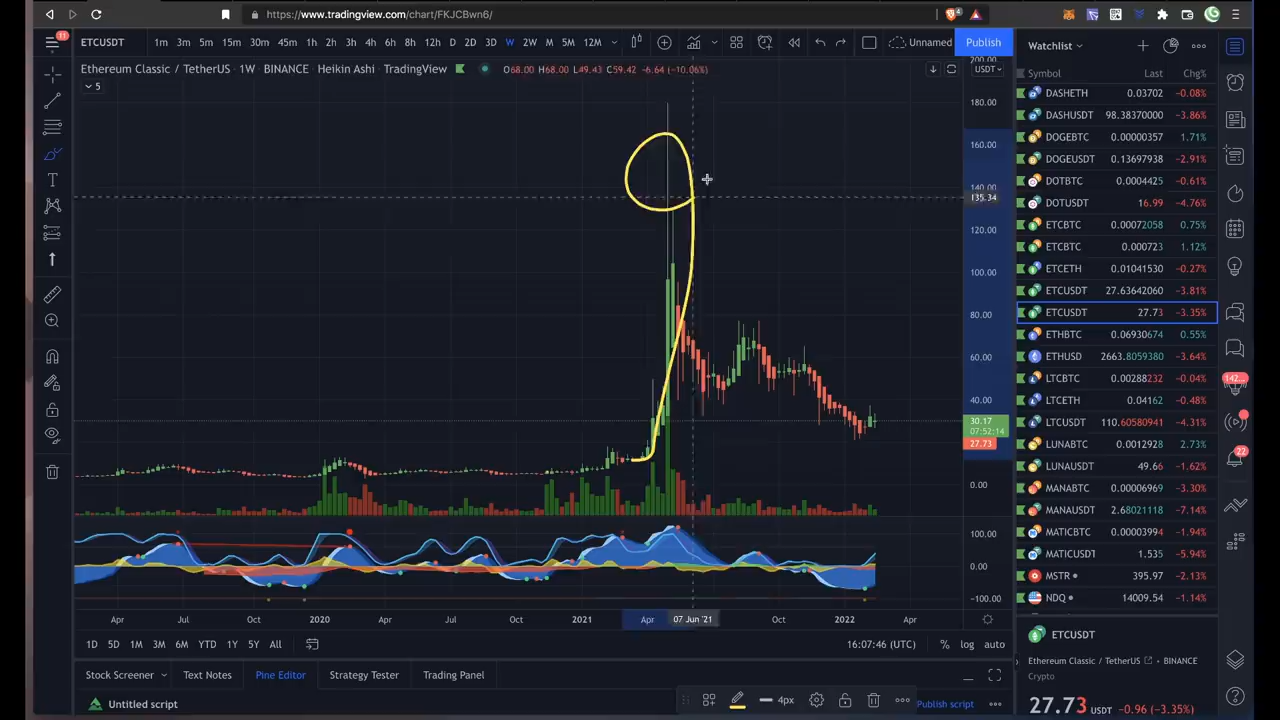 https://www.tradingview.com/chart/FKJCBwn6/
4
11
ETCUSDT 1m 3m 5m 15m 30m 45m 1h 2h 3h 4h 6h 8h 12h D 2D 3D W 2W M 5M 12M Unnamed Publish
Watchlist
Ethereum Classic / TetherUS · 1W · BINANCE · Heikin Ashi · TradingView O68.00 H68.00 L49.43 C59.42 -6.64 (-10.06%)
USDT
5
Symbol Last Chg%
DASHETH 0.03702 -0.08%
DASHUSDT 98.38370000 -3.86%
DOGEBTC 0.00000357 1.71%
DOGEUSDT 0.13697938 -2.91%
DOTBTC 0.0004425 -0.61%
DOTUSDT 16.99 -4.76%
ETCBTC 0.00072058 0.75%
ETCBTC 0.000723 1.12%
ETCETH 0.01041530 -0.27%
ETCUSDT 27.63642060 -3.81%
ETCUSDT 27.73 -3.35%
ETHBTC 0.06930674 0.55%
ETHUSD 2663.8059380 -3.64%
LTCBTC 0.00288232 -0.04%
LTCETH 0.04162 -0.48%
LTCUSDT 110.60580941 -4.31%
LUNABTC 0.0012928 2.73%
LUNAUSDT 49.66 -1.62%
MANABTC 0.00006969 -3.30%
MANAUSDT 2.68021118 -7.14%
MATICBTC 0.00003994 -1.94%
MATICUSDT 1.535 -5.94%
MSTR 395.97 -2.13%
NDQ 14009.54 -1.14%
200.00
180.00
160.00
140.00
135.34
120.00
100.00
80.00
60.00
40.00
30.17
07:52:14
27.73
0.00
100.00
0.00
-100.00
142...
22
Apr Jul Oct 2020 Apr Jul Oct 2021 Apr 07 Jun '21 Oct 2022 Apr
1D 5D 1M 3M 6M YTD 1Y 5Y All 16:07:46 (UTC) % log auto
Stock Screener Text Notes Pine Editor Strategy Tester Trading Panel
Untitled script
4px
Publish script
ETCUSDT
Ethereum Classic / TetherUS · BINANCE
Crypto
27.73 USDT -0.96 (-3.35%)